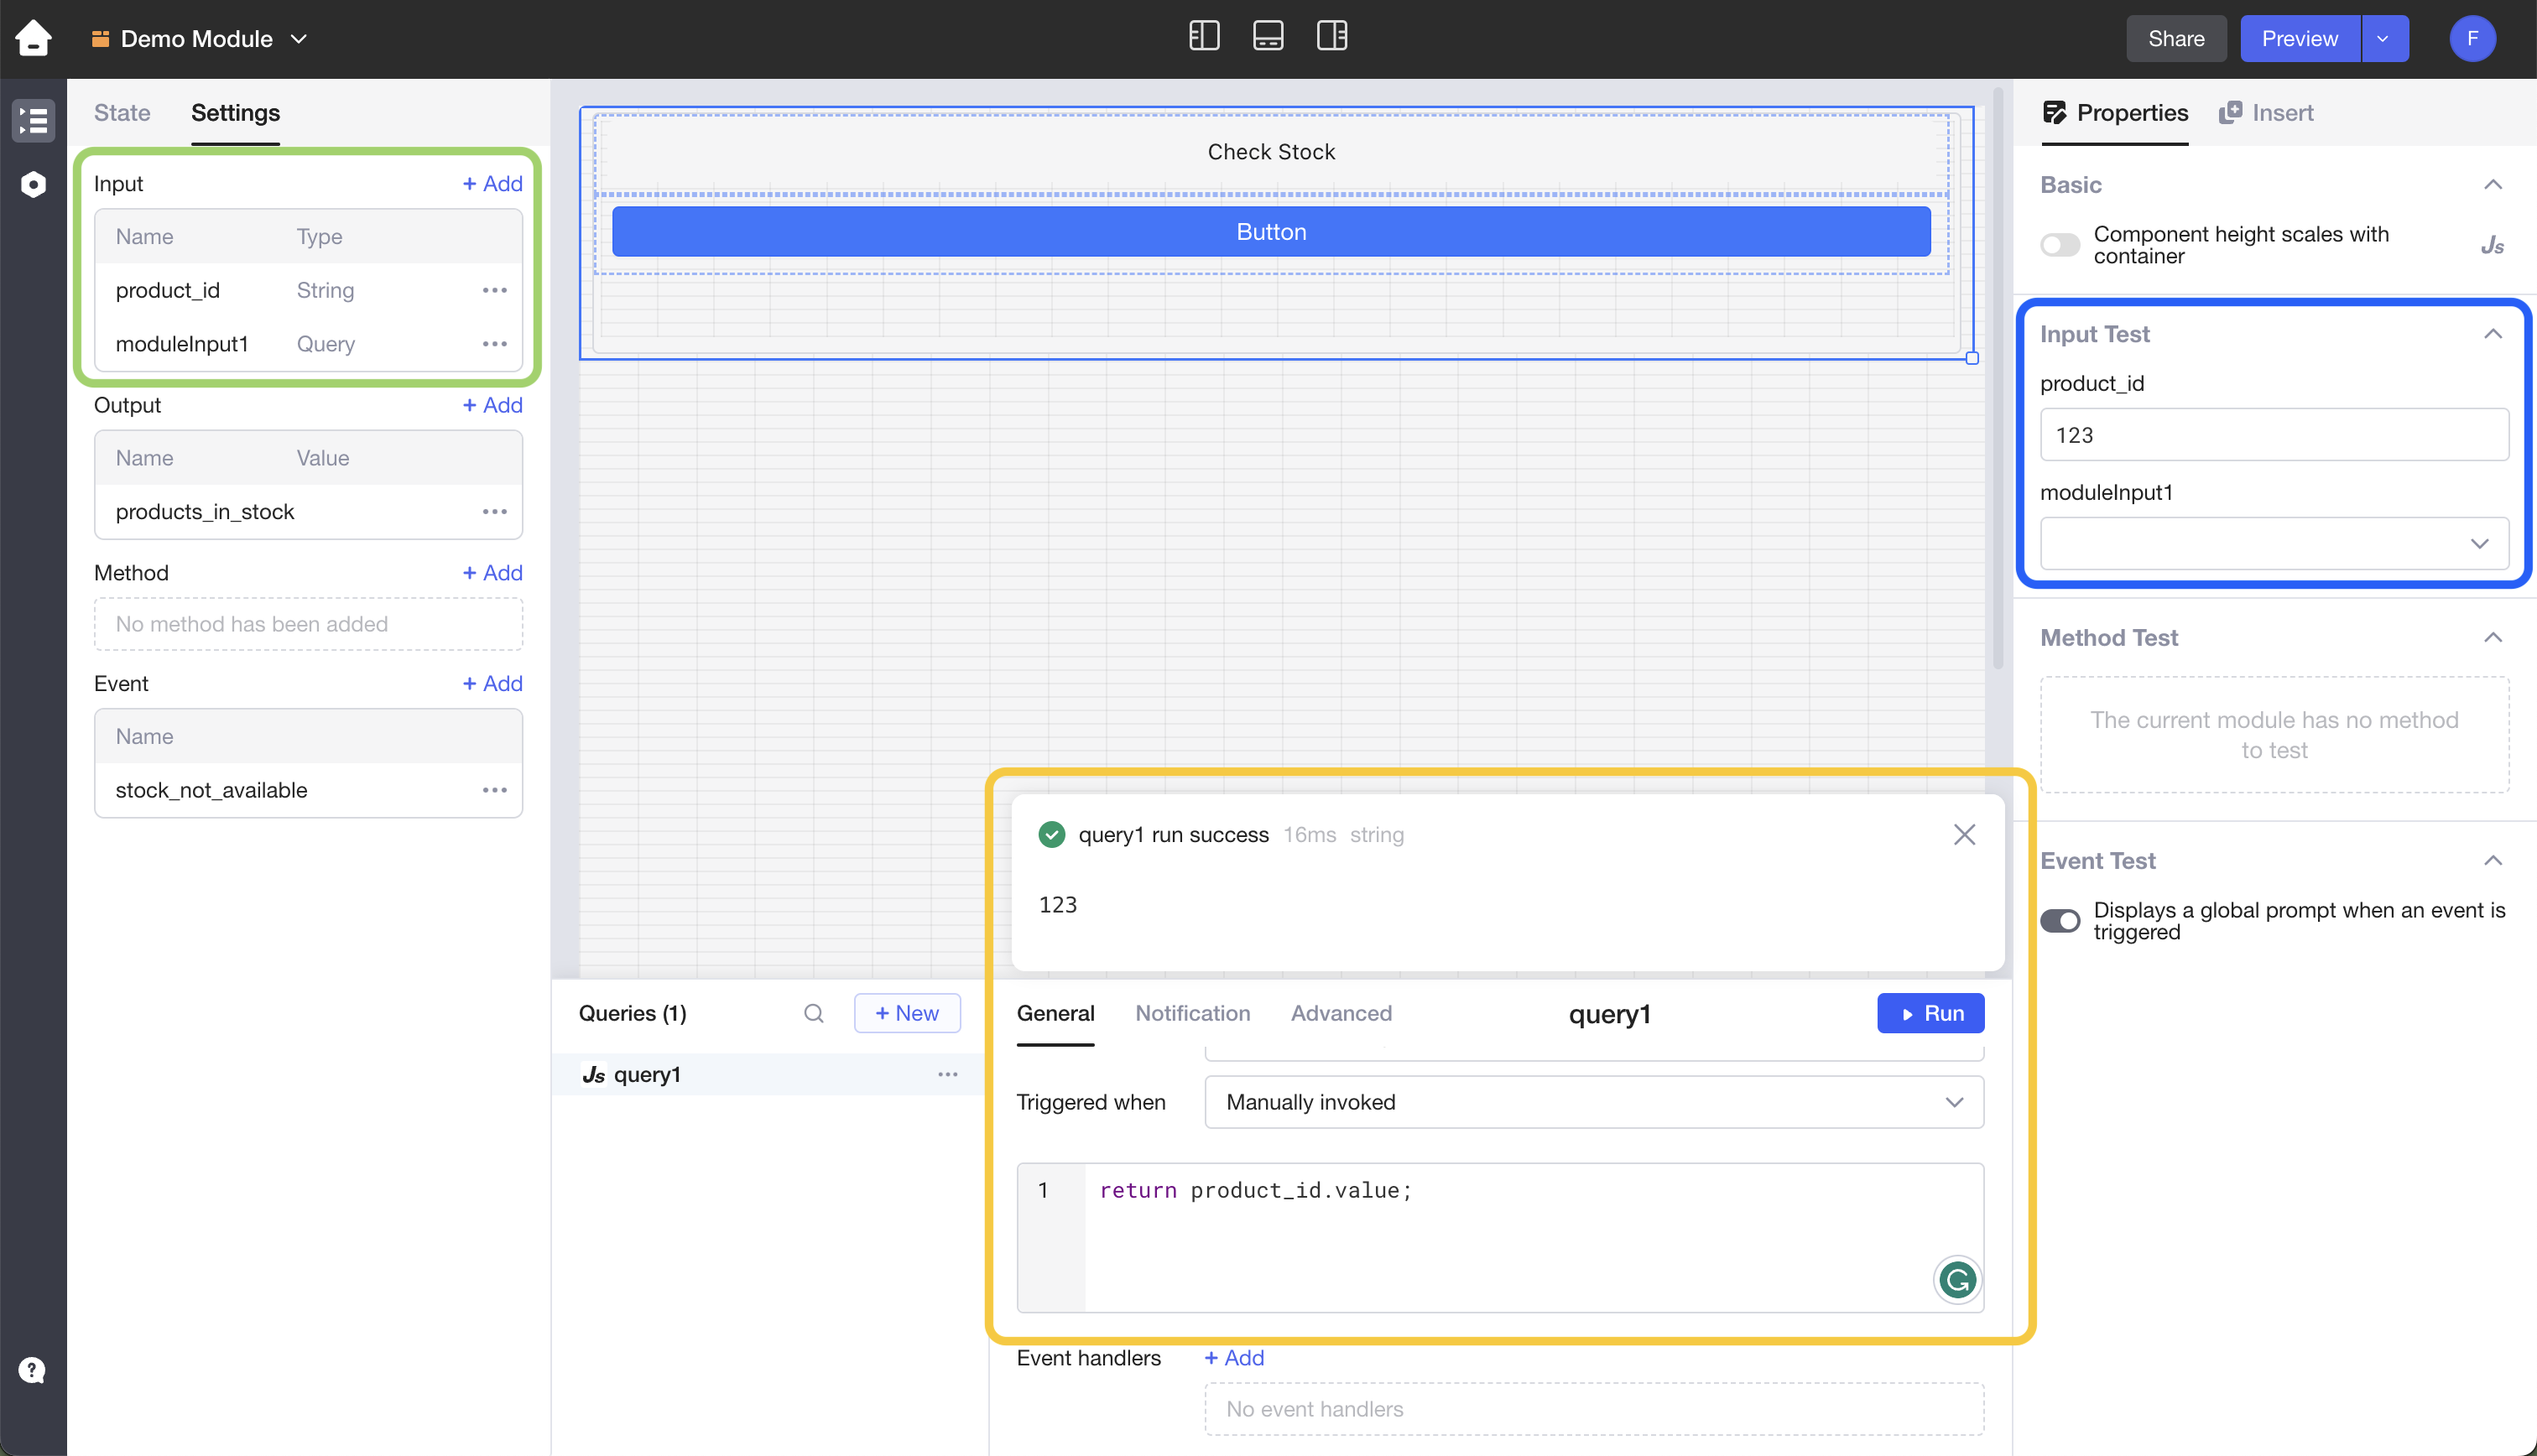 Demo Module
Share
Preview
F
State
Settings
Input
+ Add
Name
Type
product_id
String
moduleInput1
Query
Output
+ Add
Name
Value
products_in_stock
Method
+ Add
No method has been added
Event
+ Add
Name
stock_not_available
Check Stock
Button
query1 run success 16ms string
123
Queries (1)
+ New
Js query1
General
Notification
Advanced
query1
Run
Triggered when
Manually invoked
1
return product_id.value;
Event handlers
+ Add
No event handlers
Properties
Insert
Basic
Component height scales with
container
Js
Input Test
product_id
123
moduleInput1
Method Test
The current module has no method
to test
Event Test
Displays a global prompt when an event is
triggered